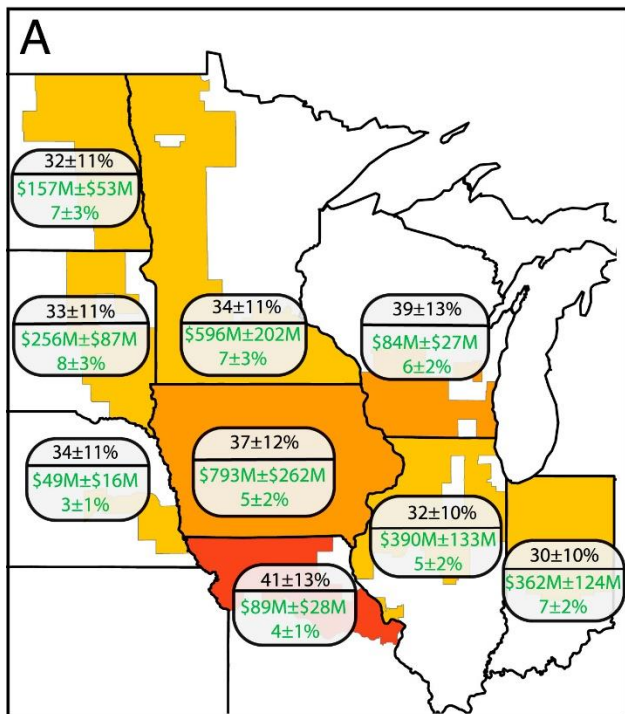 A
32±11%
$157M±$53M
7±3%
33±11%
$256M±$87M
8±3%
34±11%
$596M±202M
7±3%
39±13%
$84M±$27M
6±2%
34±11%
$49M±$16M
3±1%
37±12%
$793M±$262M
5±2%
32±10%
$390M±133M
5±2%
30±10%
$362M±124M
7±2%
41±13%
$89M±$28M
4±1%